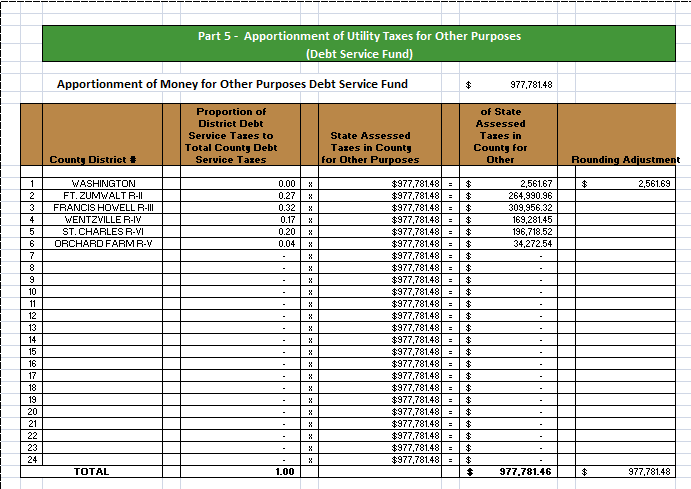 Part 5 - Apportionment of Utility Taxes for Other Purposes
(Debt Service Fund)
Apportionment of Money for Other Purposes Debt Service Fund $ 977,781.48
County District #
Proportion of
District Debt
Service Taxes to
Total County Debt
Service Taxes
State Assessed
Taxes in County
for Other Purposes
of State
Assessed
Taxes in
County for
Other
Rounding Adjustment
1 WASHINGTON 0.00 x $977,781.48 = $ 2,561.67 $ 2,561.69
2 FT. ZUMWALT R-II 0.27 x $977,781.48 = $ 264,990.96
3 FRANCIS HOWELL R-III 0.32 x $977,781.48 = $ 309,956.32
4 WENTZVILLE R-IV 0.17 x $977,781.48 = $ 169,281.45
5 ST. CHARLES R-VI 0.20 x $977,781.48 = $ 196,718.52
6 ORCHARD FARM R-V 0.04 x $977,781.48 = $ 34,272.54
7 - x $977,781.48 = $ -
8 - x $977,781.48 = $ -
9 - x $977,781.48 = $ -
10 - x $977,781.48 = $ -
11 - x $977,781.48 = $ -
12 - x $977,781.48 = $ -
13 - x $977,781.48 = $ -
14 - x $977,781.48 = $ -
15 - x $977,781.48 = $ -
16 - x $977,781.48 = $ -
17 - x $977,781.48 = $ -
18 - x $977,781.48 = $ -
19 - x $977,781.48 = $ -
20 - x $977,781.48 = $ -
21 - x $977,781.48 = $ -
22 - x $977,781.48 = $ -
23 - x $977,781.48 = $ -
24 - x $977,781.48 = $ -
TOTAL 1.00 $ 977,781.46 $ 977,781.48